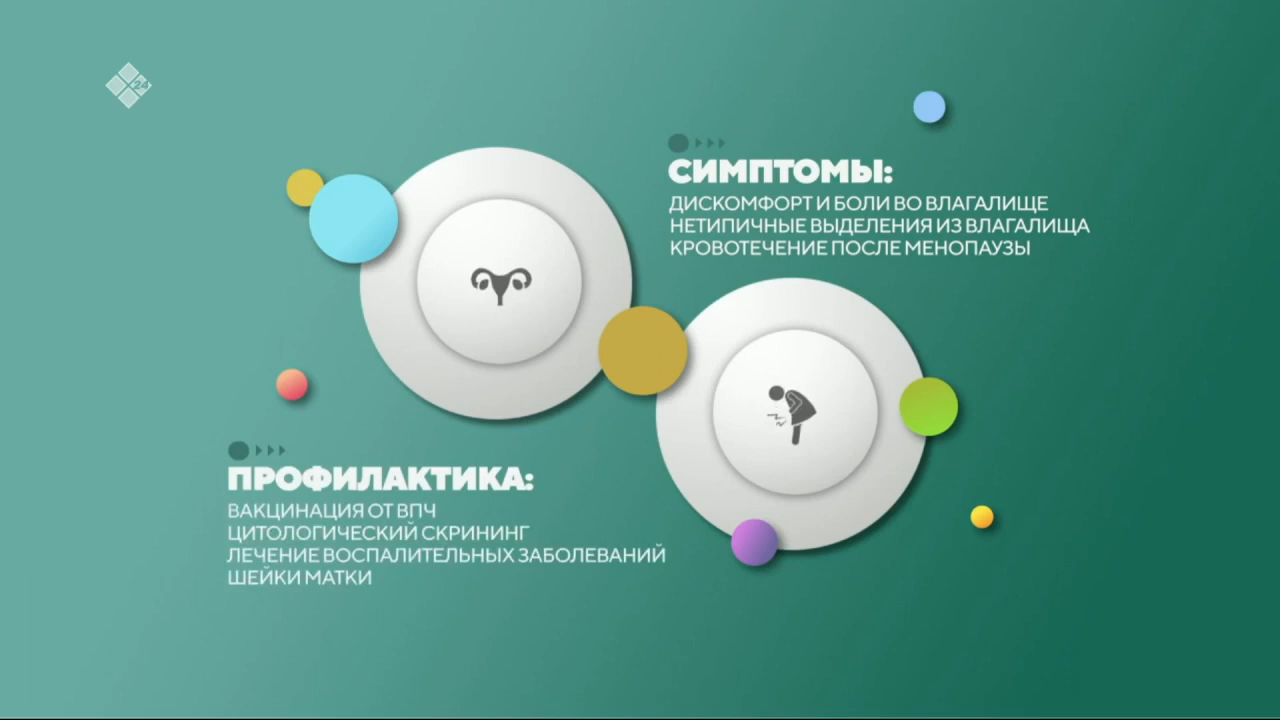 24
СИМПТОМЫ:
ДИСКОМФОРТ И БОЛИ ВО ВЛАГАЛИЩЕ
НЕТИПИЧНЫЕ ВЫДЕЛЕНИЯ ИЗ ВЛАГАЛИЩА
КРОВОТЕЧЕНИЕ ПОСЛЕ МЕНОПАУЗЫ
ПРОФИЛАКТИКА:
ВАКЦИНАЦИЯ ОТ ВПЧ
ЦИТОЛОГИЧЕСКИЙ СКРИНИНГ
ЛЕЧЕНИЕ ВОСПАЛИТЕЛЬНЫХ ЗАБОЛЕВАНИЙ
ШЕЙКИ МАТКИ